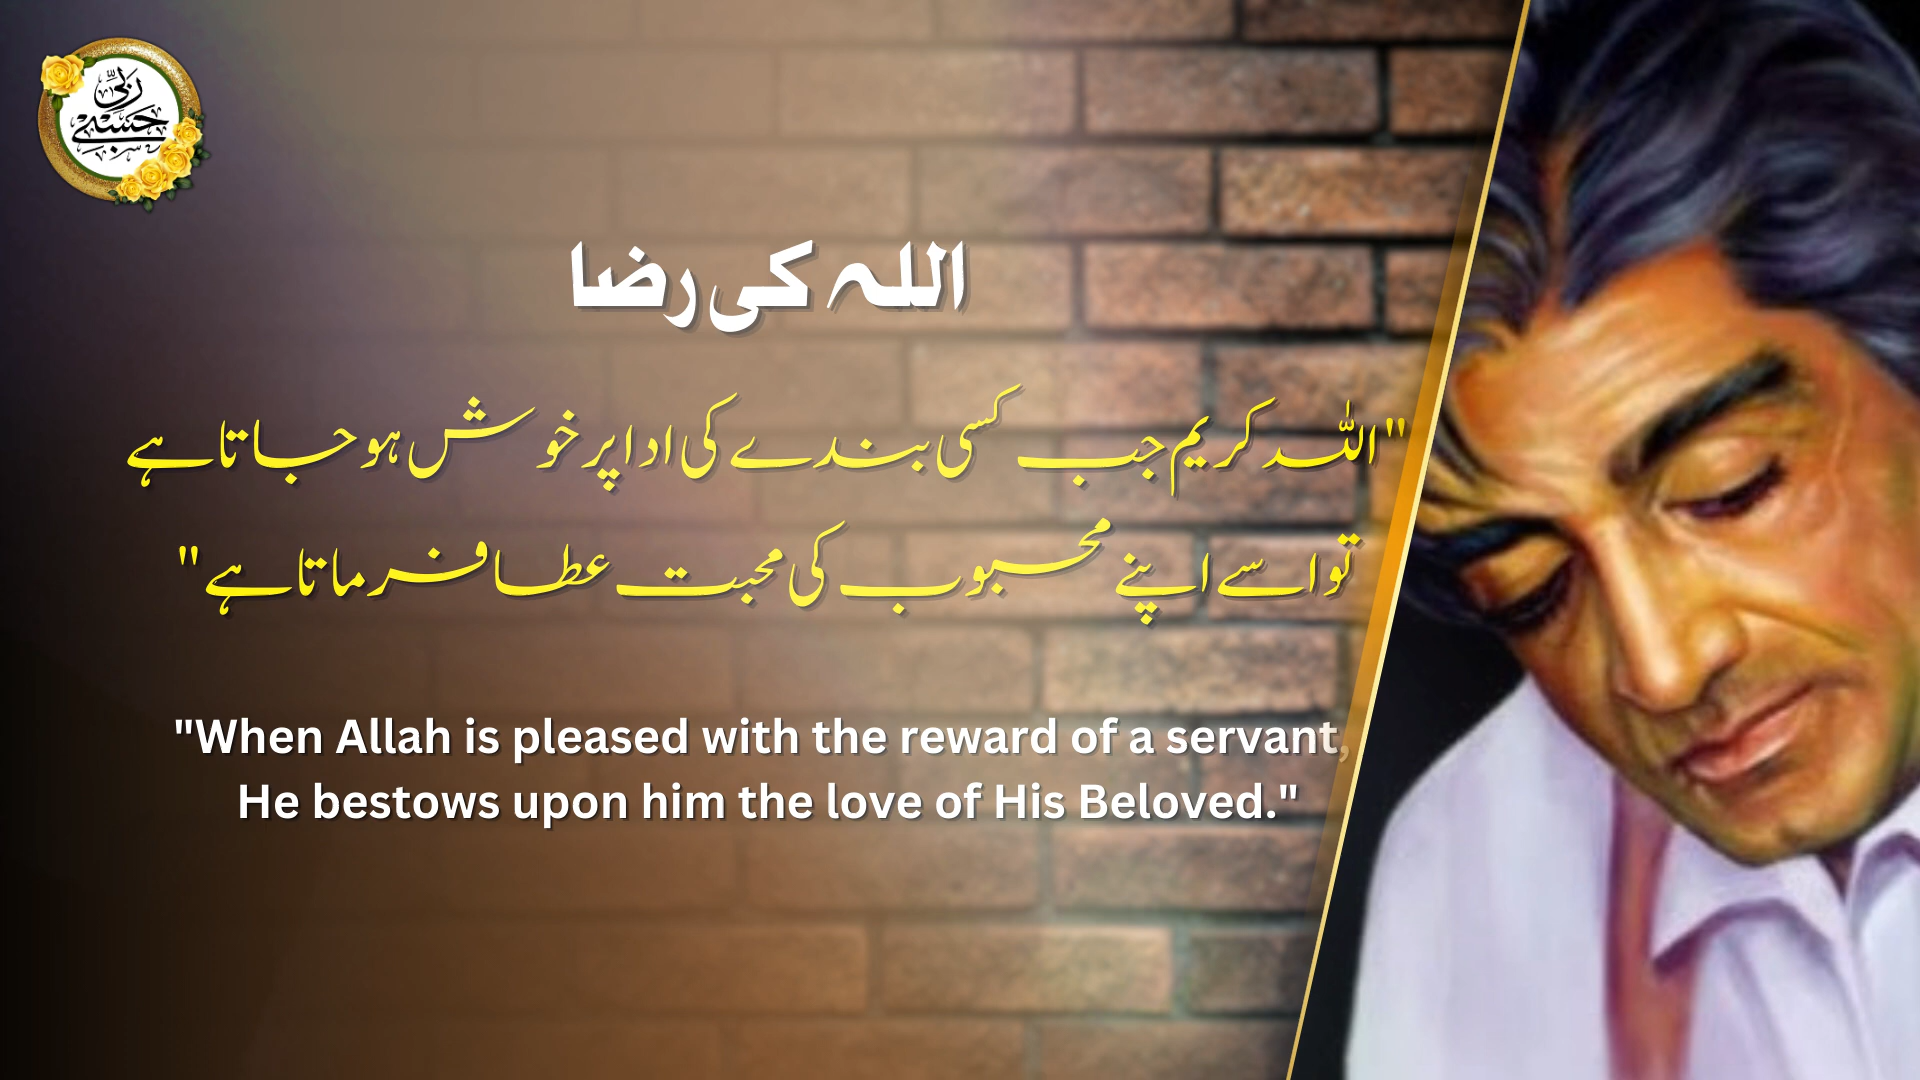 ربی
حسبی
اللہ کی رضا
"اللہ کریم جب کسی بندے کی ادا پر خوش ہو جاتا ہے
تو اسے اپنے محبوب کی محبت عطا فرماتا ہے"
"When Allah is pleased with the reward of a servant,
He bestows upon him the love of His Beloved."